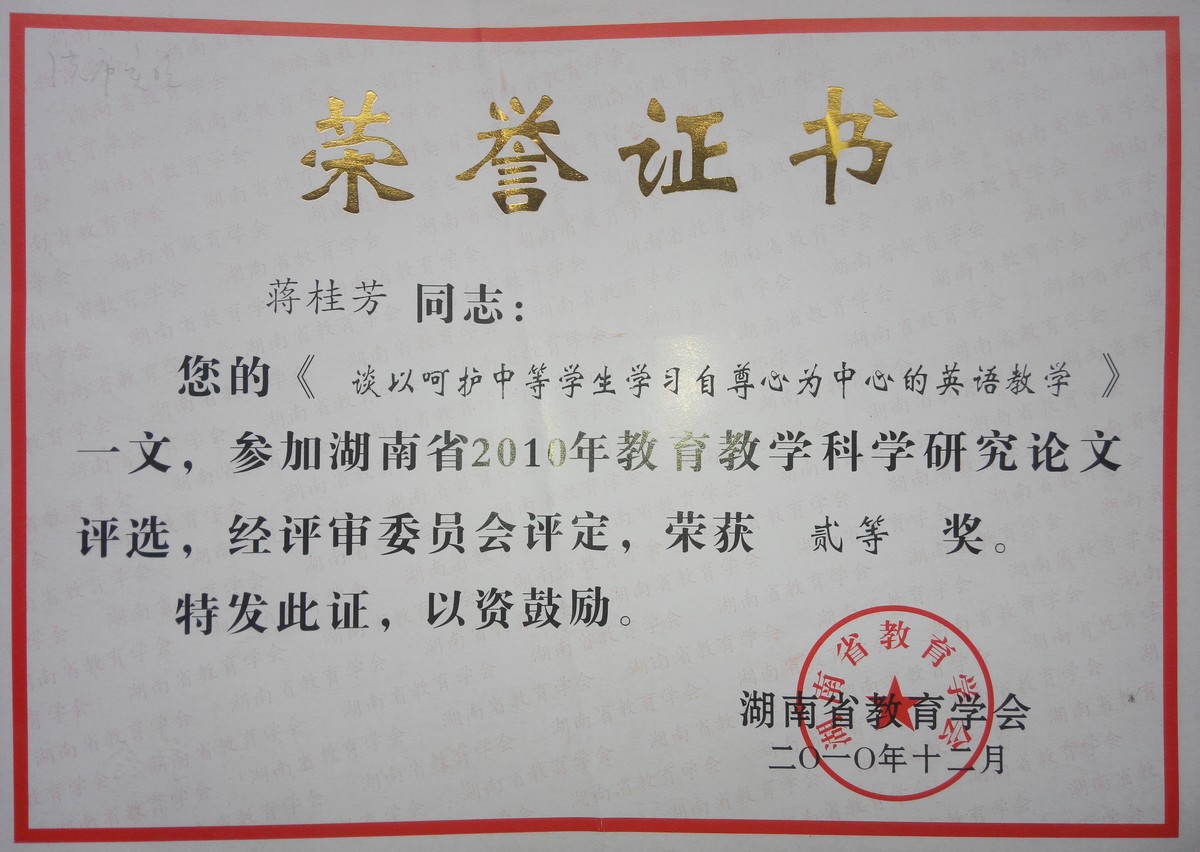 荣誉证书
蒋桂芳 同志：
您的《 谈以呵护中等学生学习自尊心为中心的英语教学 》
一文，参加湖南省2010年教育教学科学研究论文
评选，经评审委员会评定，荣获 贰等 奖。
特发此证，以资鼓励。
湖南省教育学会
湖南省教育学会
二〇一〇年十二月